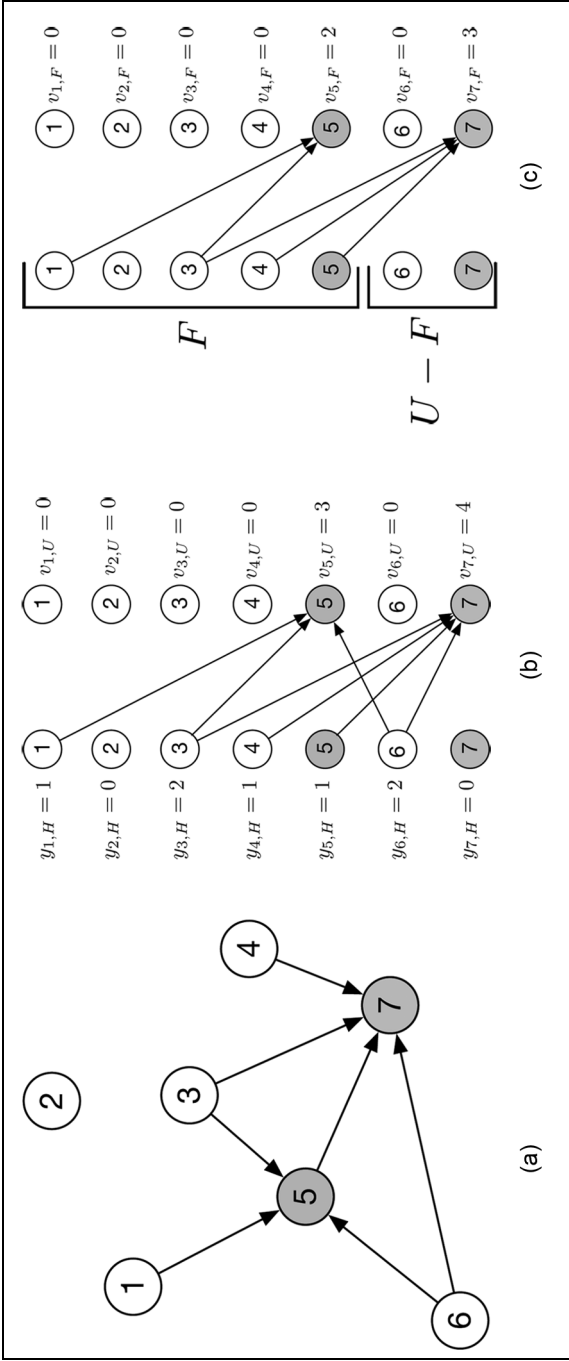 2
1
3
4
5
7
6
(a)
y₁,H = 1
1
1
v₁,U = 0
y₂,H = 0
2
2
v₂,U = 0
y₃,H = 2
3
3
v₃,U = 0
y₄,H = 1
4
4
v₄,U = 0
y₅,H = 1
5
5
v₅,U = 3
y₆,H = 2
6
6
v₆,U = 0
y₇,H = 0
7
7
v₇,U = 4
(b)
F
U − F
1
1
v₁,F = 0
2
2
v₂,F = 0
3
3
v₃,F = 0
4
4
v₄,F = 0
5
5
v₅,F = 2
6
6
v₆,F = 0
7
7
v₇,F = 3
(c)